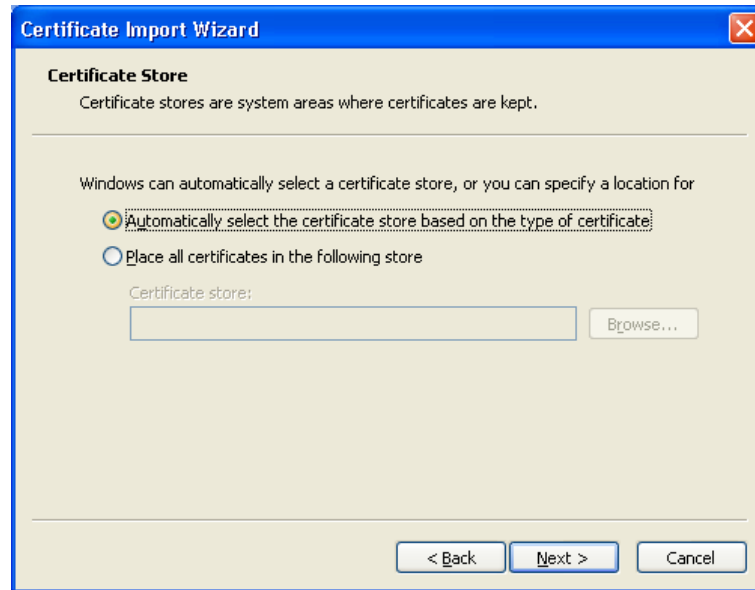 Certificate Import Wizard
Certificate Store
Certificate stores are system areas where certificates are kept.
Windows can automatically select a certificate store, or you can specify a location for
Automatically select the certificate store based on the type of certificate
Place all certificates in the following store
Certificate store:
Browse...
< Back
Next >
Cancel